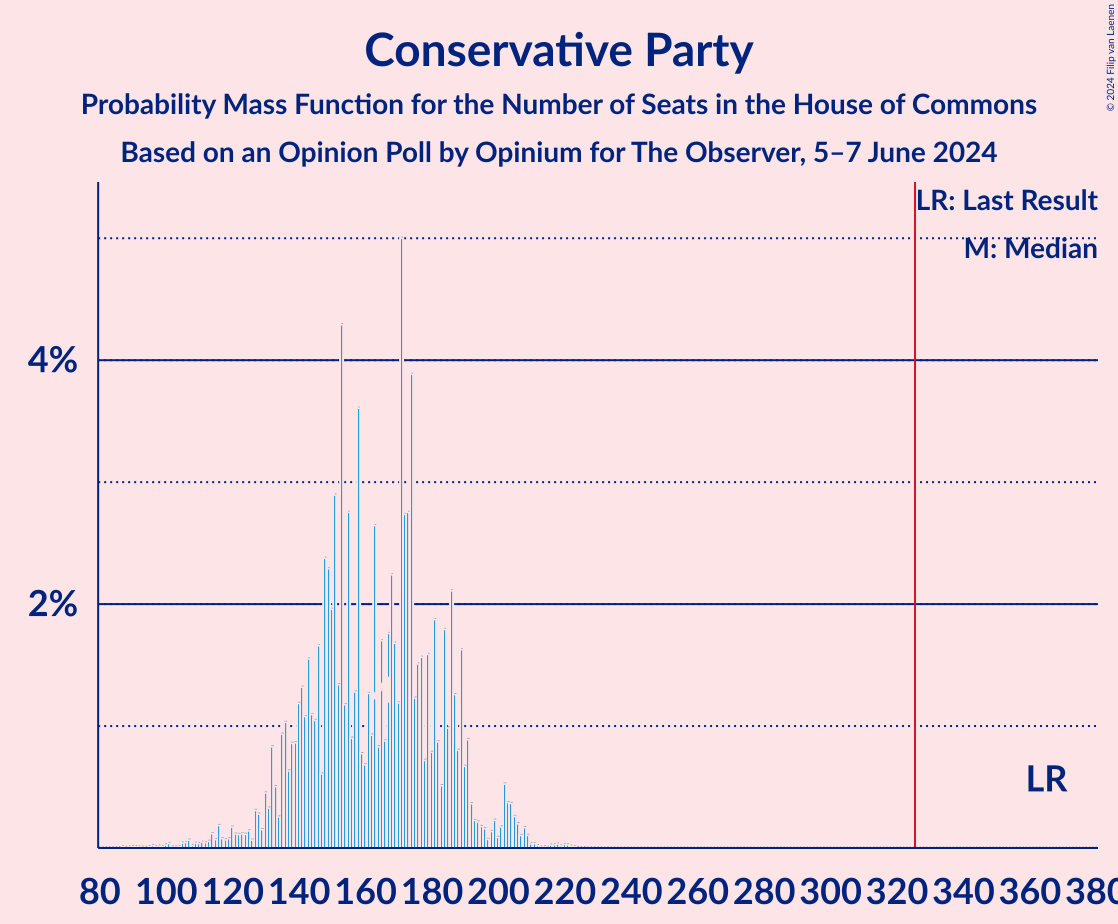 Conservative Party
Probability Mass Function for the Number of Seats in the House of Commons
Based on an Opinion Poll by Opinium for The Observer, 5–7 June 2024
© 2024 Filip van Laenen
LR: Last Result
M: Median
4%
2%
LR
80 100 120 140 160 180 200 220 240 260 280 300 320 340 360 380